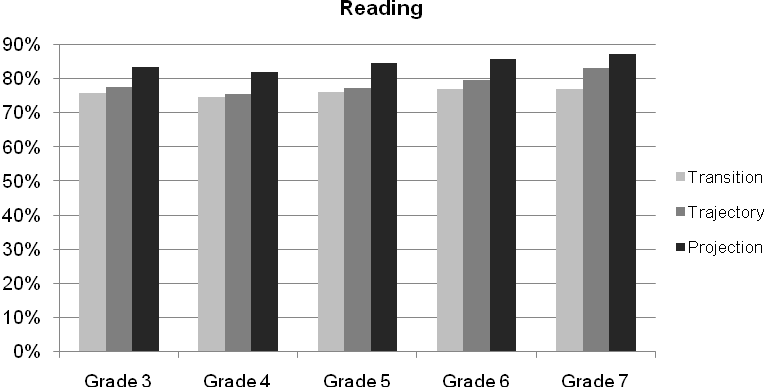 Reading
90%
80%
70%
60%
50%
40%
30%
20%
10%
0%
Grade 3 Grade 4 Grade 5 Grade 6 Grade 7
Transition
Trajectory
Projection